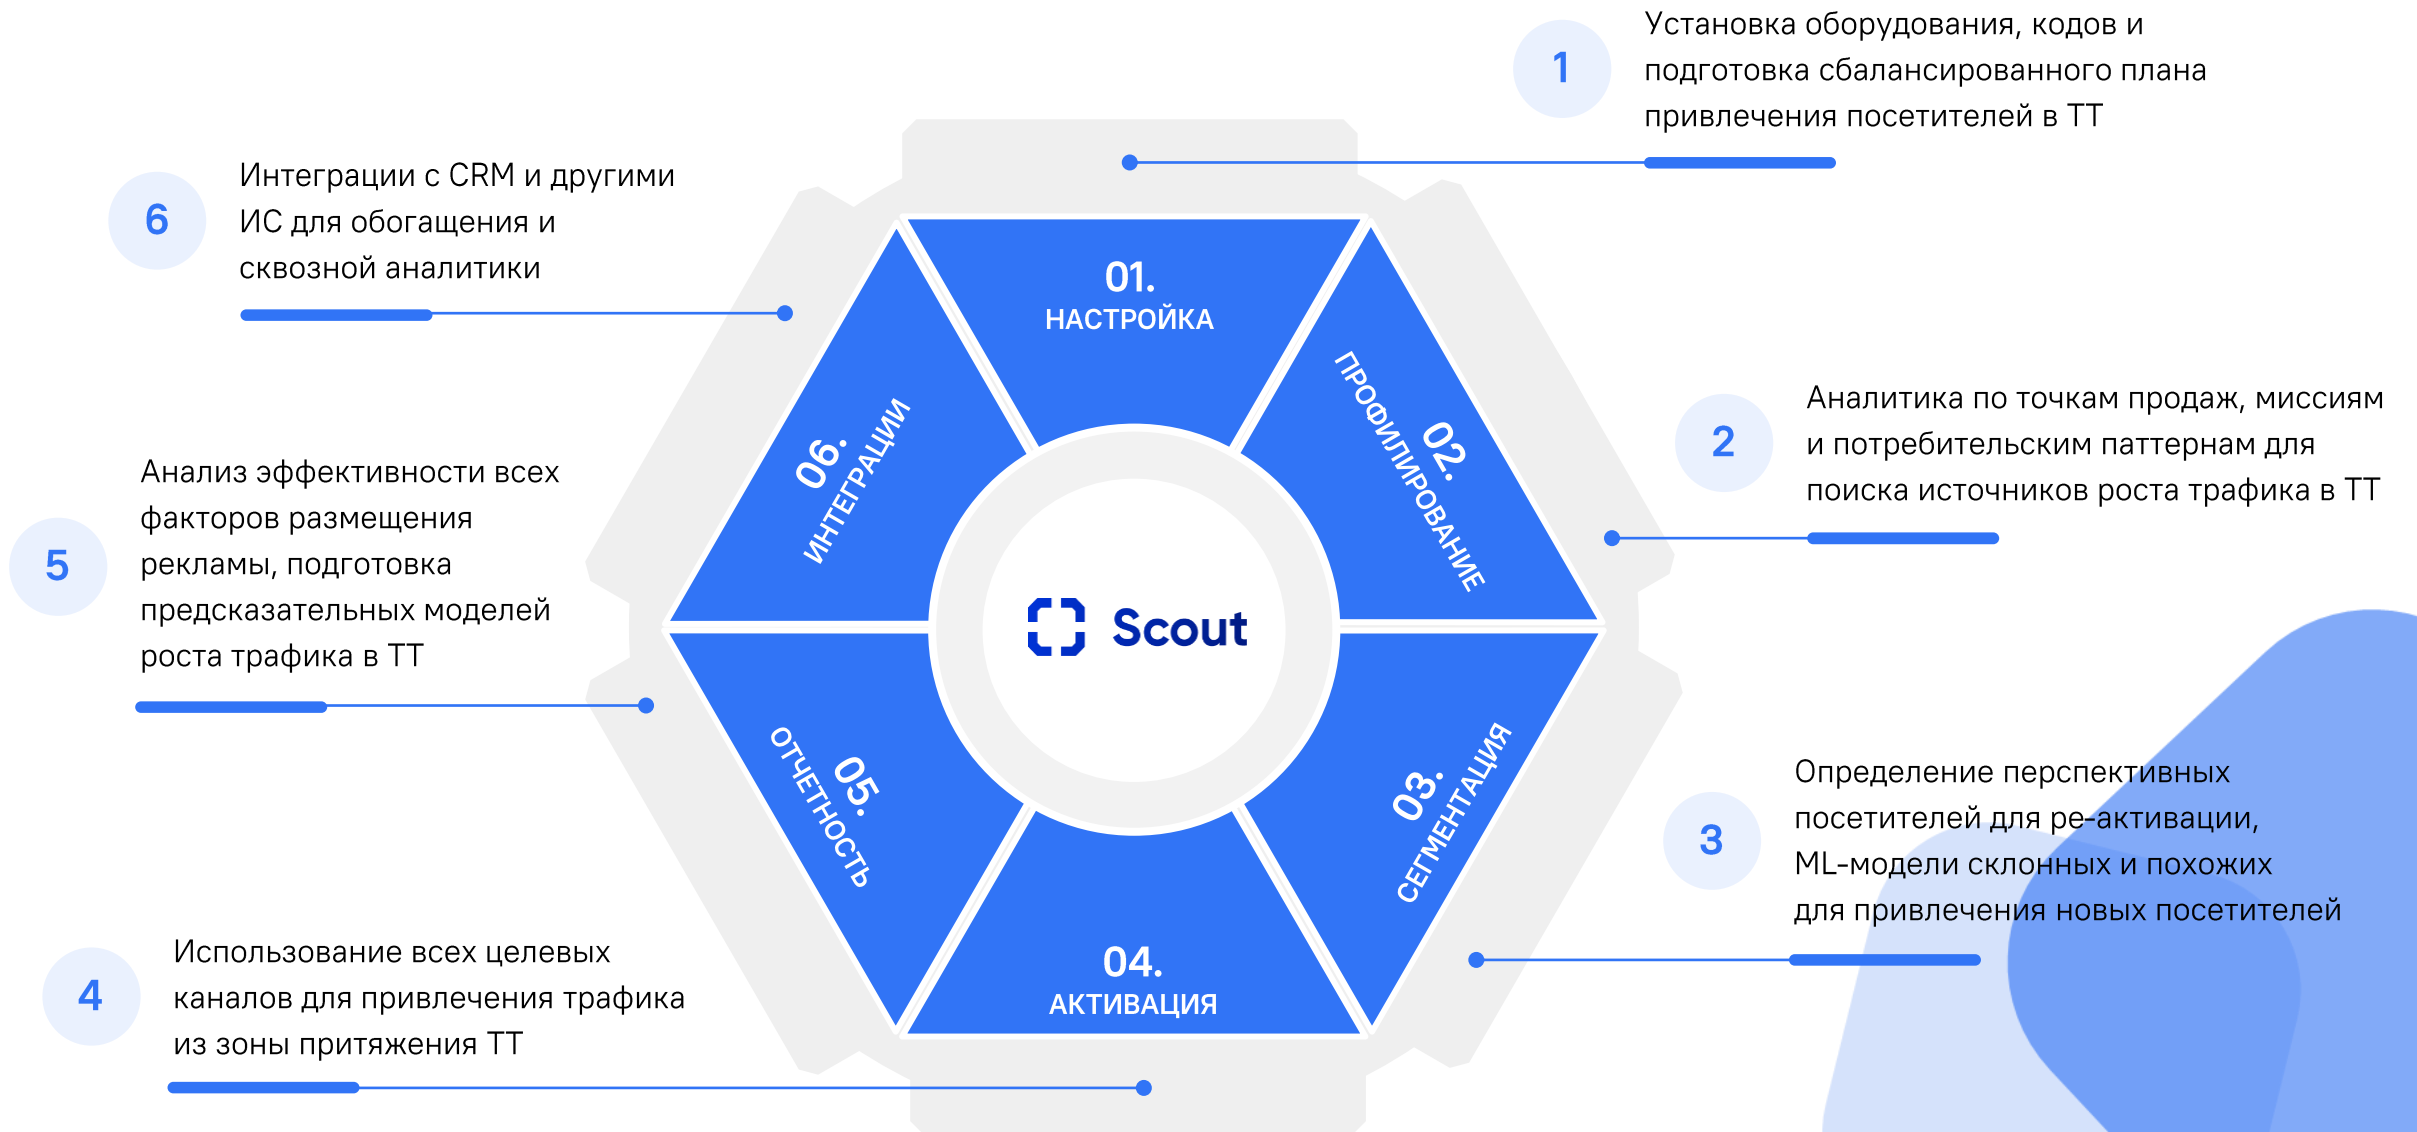 1
Установка оборудования, кодов и
подготовка сбалансированного плана
привлечения посетителей в ТТ
6
Интеграции с CRM и другими
ИС для обогащения и
сквозной аналитики
01.
НАСТРОЙКА
02.
ПРОФИЛИРОВАНИЕ
2
Аналитика по точкам продаж, миссиям
и потребительским паттернам для
поиска источников роста трафика в ТТ
06.
ИНТЕГРАЦИИ
5
Анализ эффективности всех
факторов размещения
рекламы, подготовка
предсказательных моделей
роста трафика в ТТ
Scout
05.
ОТЧЕТНОСТЬ
03.
СЕГМЕНТАЦИЯ
3
Определение перспективных
посетителей для ре-активации,
ML-модели склонных и похожих
для привлечения новых посетителей
4
Использование всех целевых
каналов для привлечения трафика
из зоны притяжения ТТ
04.
АКТИВАЦИЯ